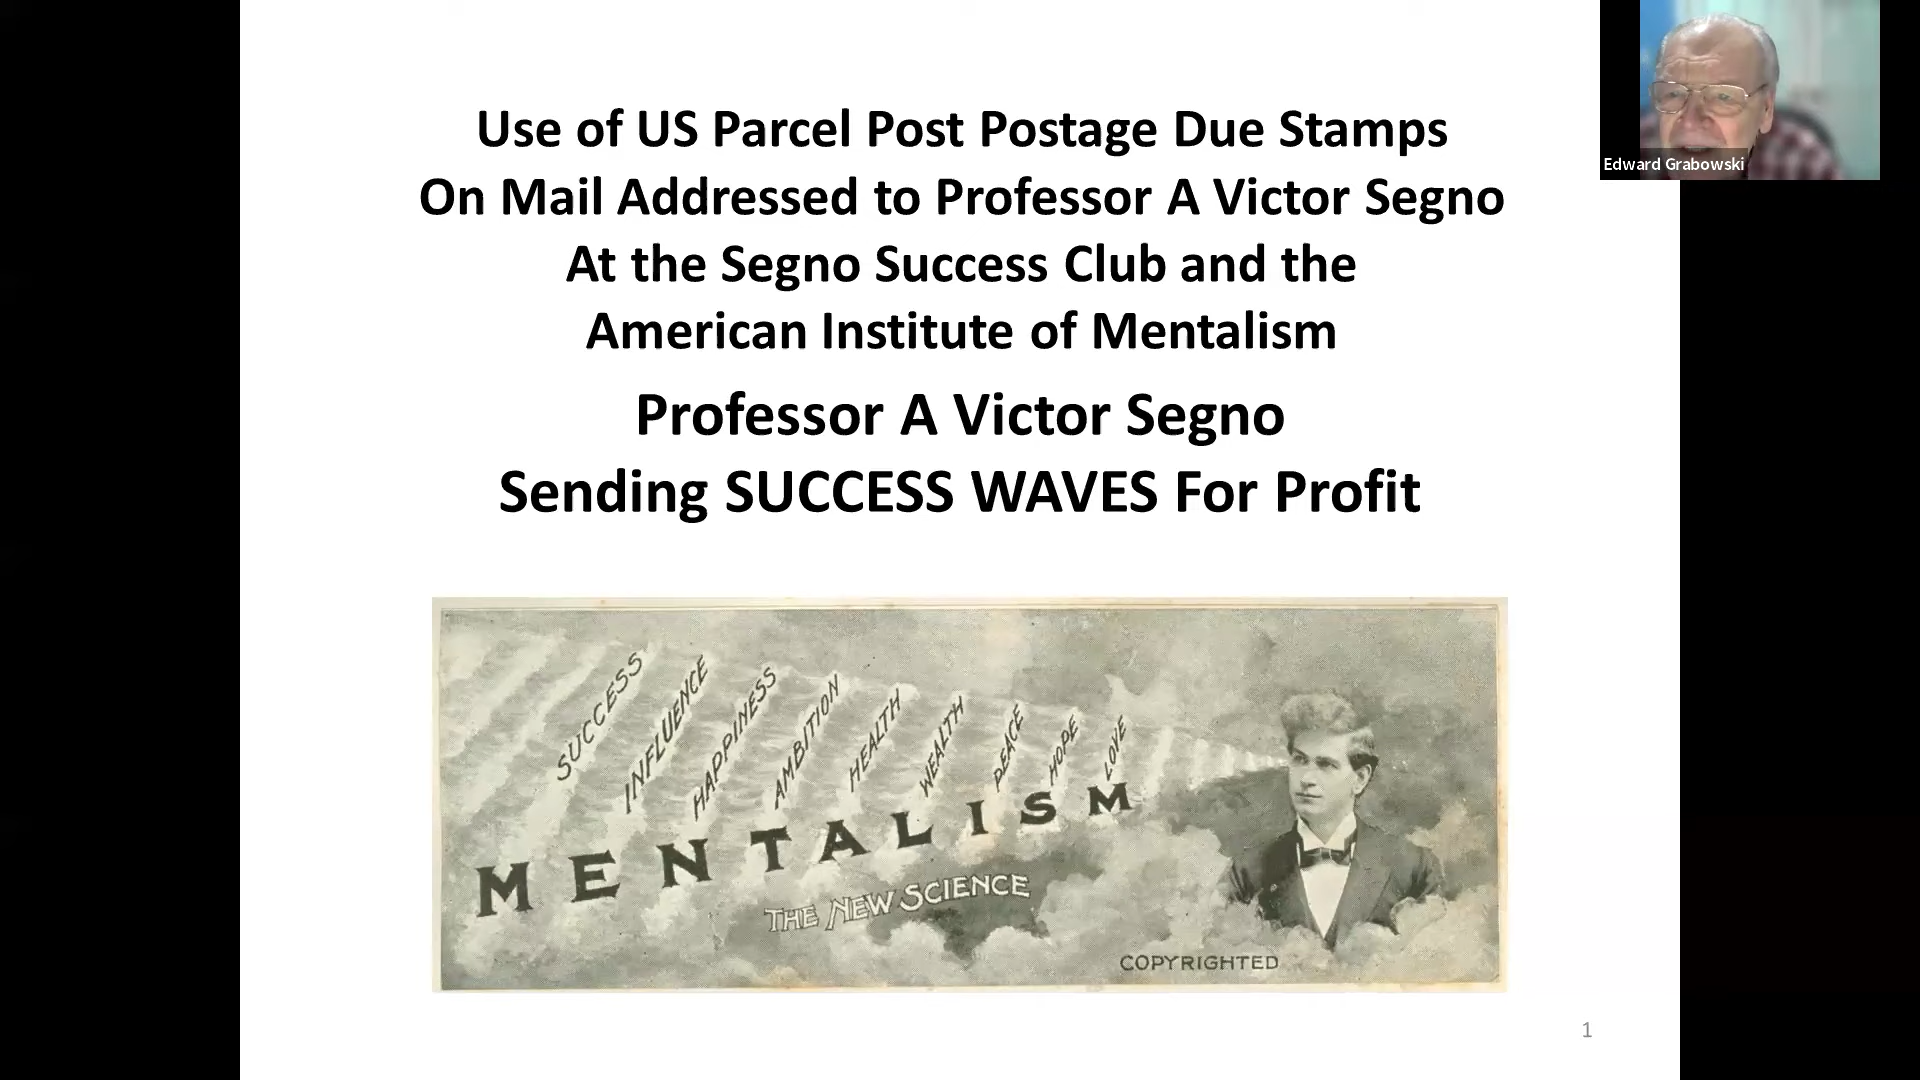 Use of US Parcel Post Postage Due Stamps
On Mail Addressed to Professor A Victor Segno
At the Segno Success Club and the
American Institute of Mentalism
Professor A Victor Segno
Sending SUCCESS WAVES For Profit
Edward Grabowski
SUCCESS
INFLUENCE
HAPPINESS
AMBITION
HEALTH
WEALTH
PEACE
HOPE
LOVE
MENTALISM
THE NEW SCIENCE
COPYRIGHTED
1